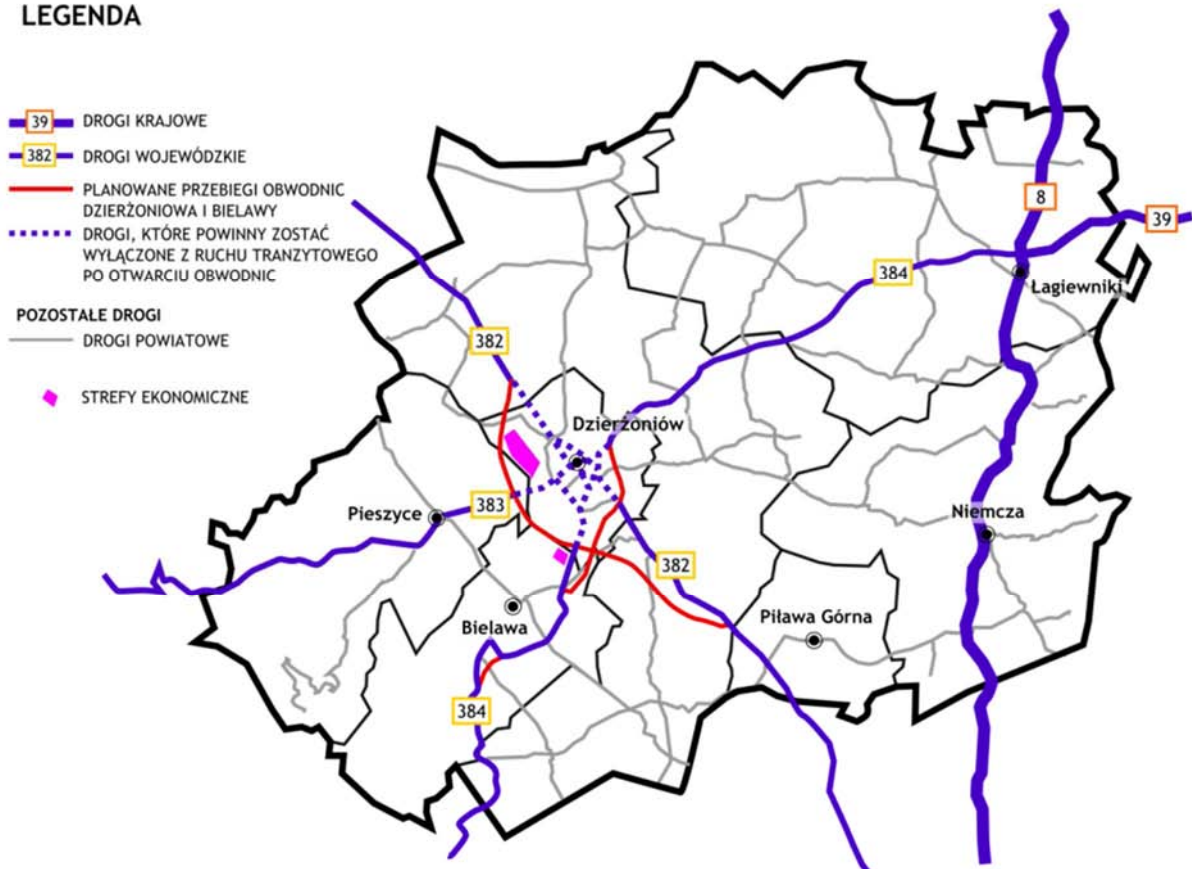 LEGENDA
39 DROGI KRAJOWE
382 DROGI WOJEWÓDZKIE
PLANOWANE PRZEBIEGI OBWODNIC
DZIERŻONIOWA I BIELAWY
DROGI, KTÓRE POWINNY ZOSTAĆ
WYŁĄCZONE Z RUCHU TRANZYTOWEGO
PO OTWARCIU OBWODNIC
POZOSTAŁE DROGI
DROGI POWIATOWE
STREFY EKONOMICZNE
8
39
384
Łagiewniki
382
Dzierżoniów
383
Pieszyce
Niemcza
382
Bielawa
Piława Górna
384